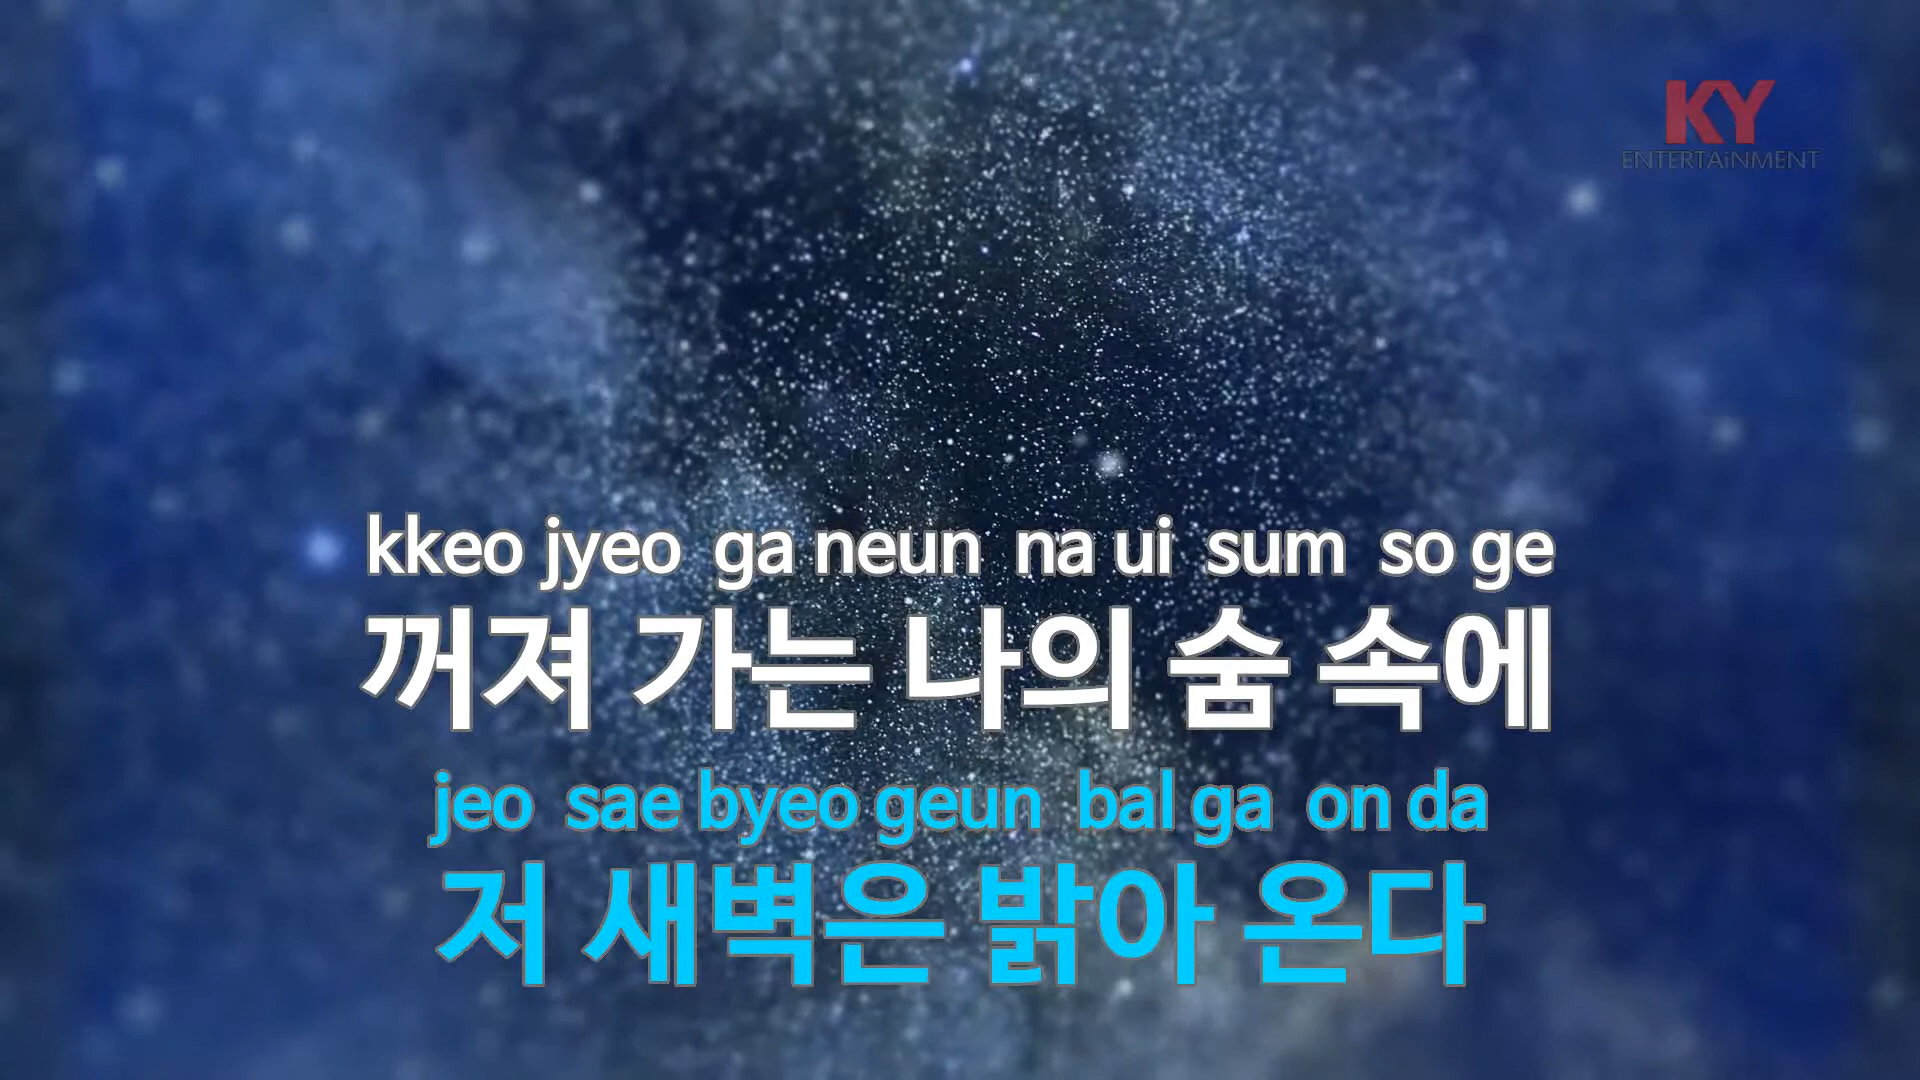 KY
ENTERTAiNMENT
kkeo jyeo ga neun na ui sum so ge
꺼져 가는 나의 숨 속에
jeo sae byeo geun bal ga on da
저 새벽은 밝아 온다